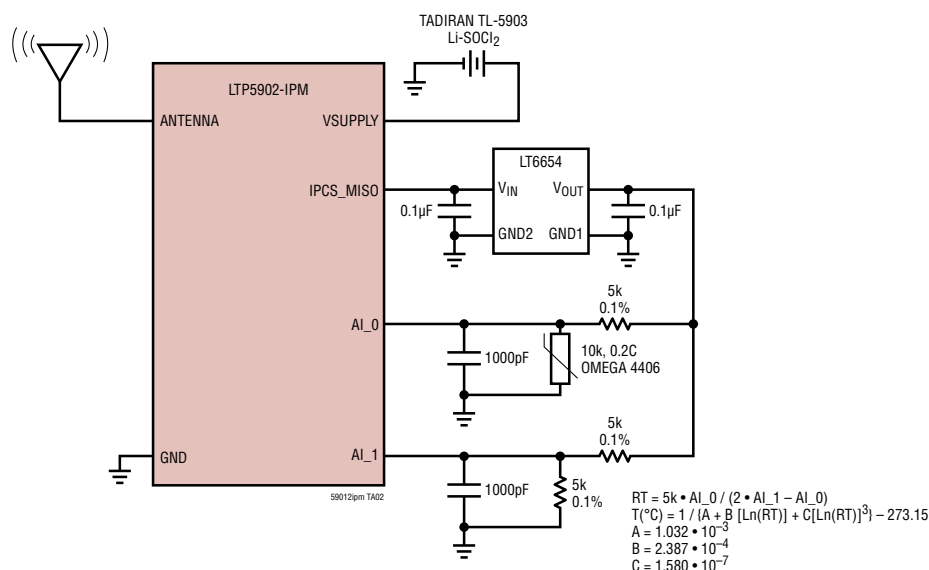 TADIRAN TL-5903
Li-SOCl₂
LTP5902-IPM
ANTENNA
VSUPPLY
LT6654
IPCS_MISO
V_IN
V_OUT
0.1µF
0.1µF
GND2
GND1
5k
0.1%
AI_0
1000pF
10k, 0.2C
OMEGA 4406
5k
0.1%
GND
AI_1
1000pF
5k
0.1%
59012ipm TA02
RT = 5k • AI_0 / (2 • AI_1 – AI_0)
T(°C) = 1 / {A + B [Ln(RT)] + C[Ln(RT)]³} – 273.15
A = 1.032 • 10⁻³
B = 2.387 • 10⁻⁴
C = 1.580 • 10⁻⁷